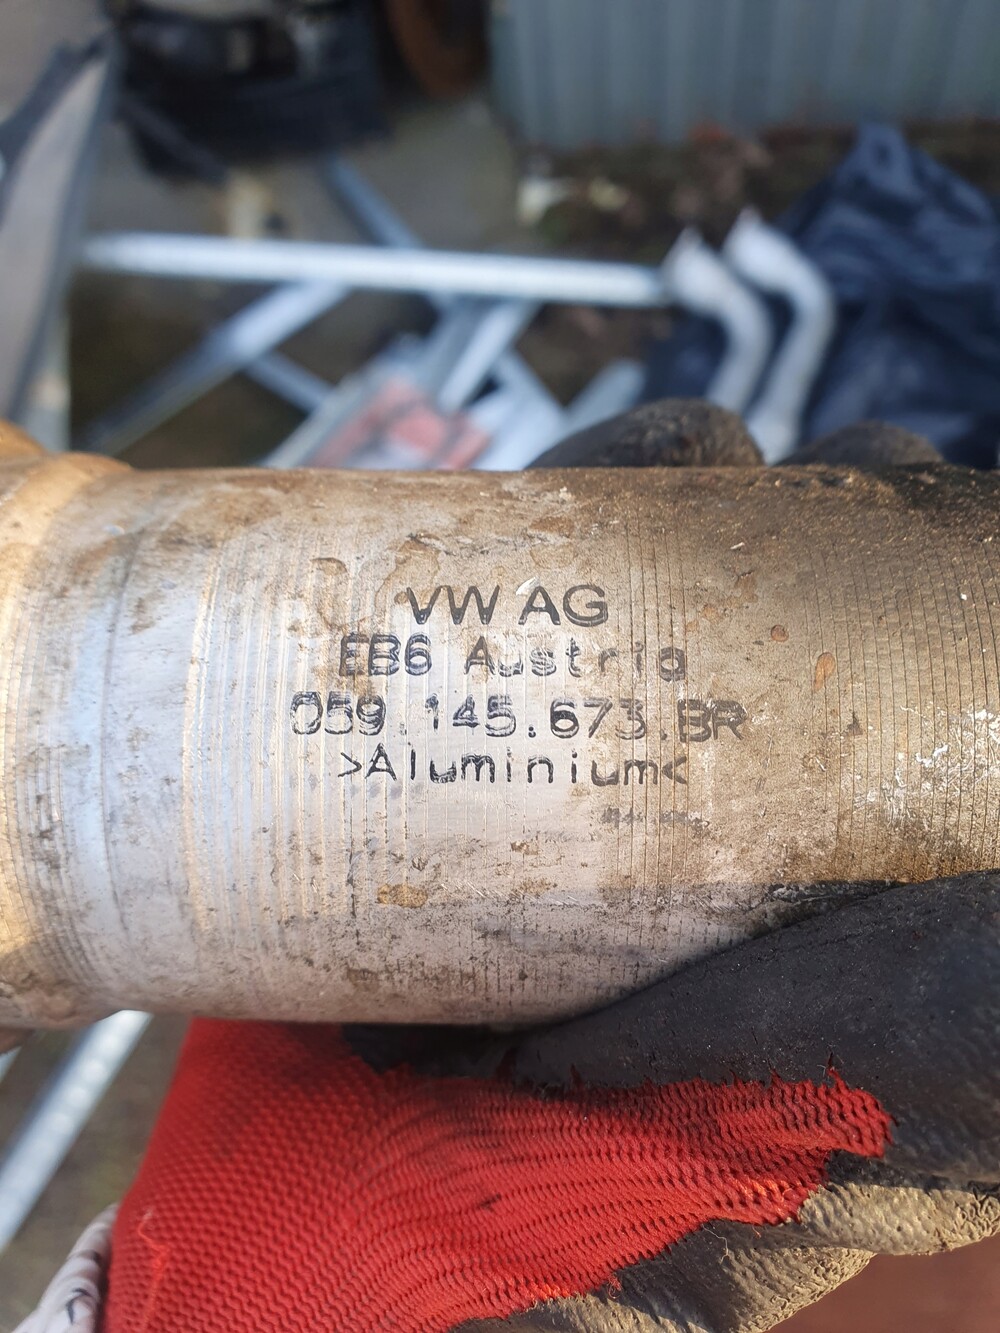 VW AG
EB6 Austria
059.145.673.BR
>Aluminium<